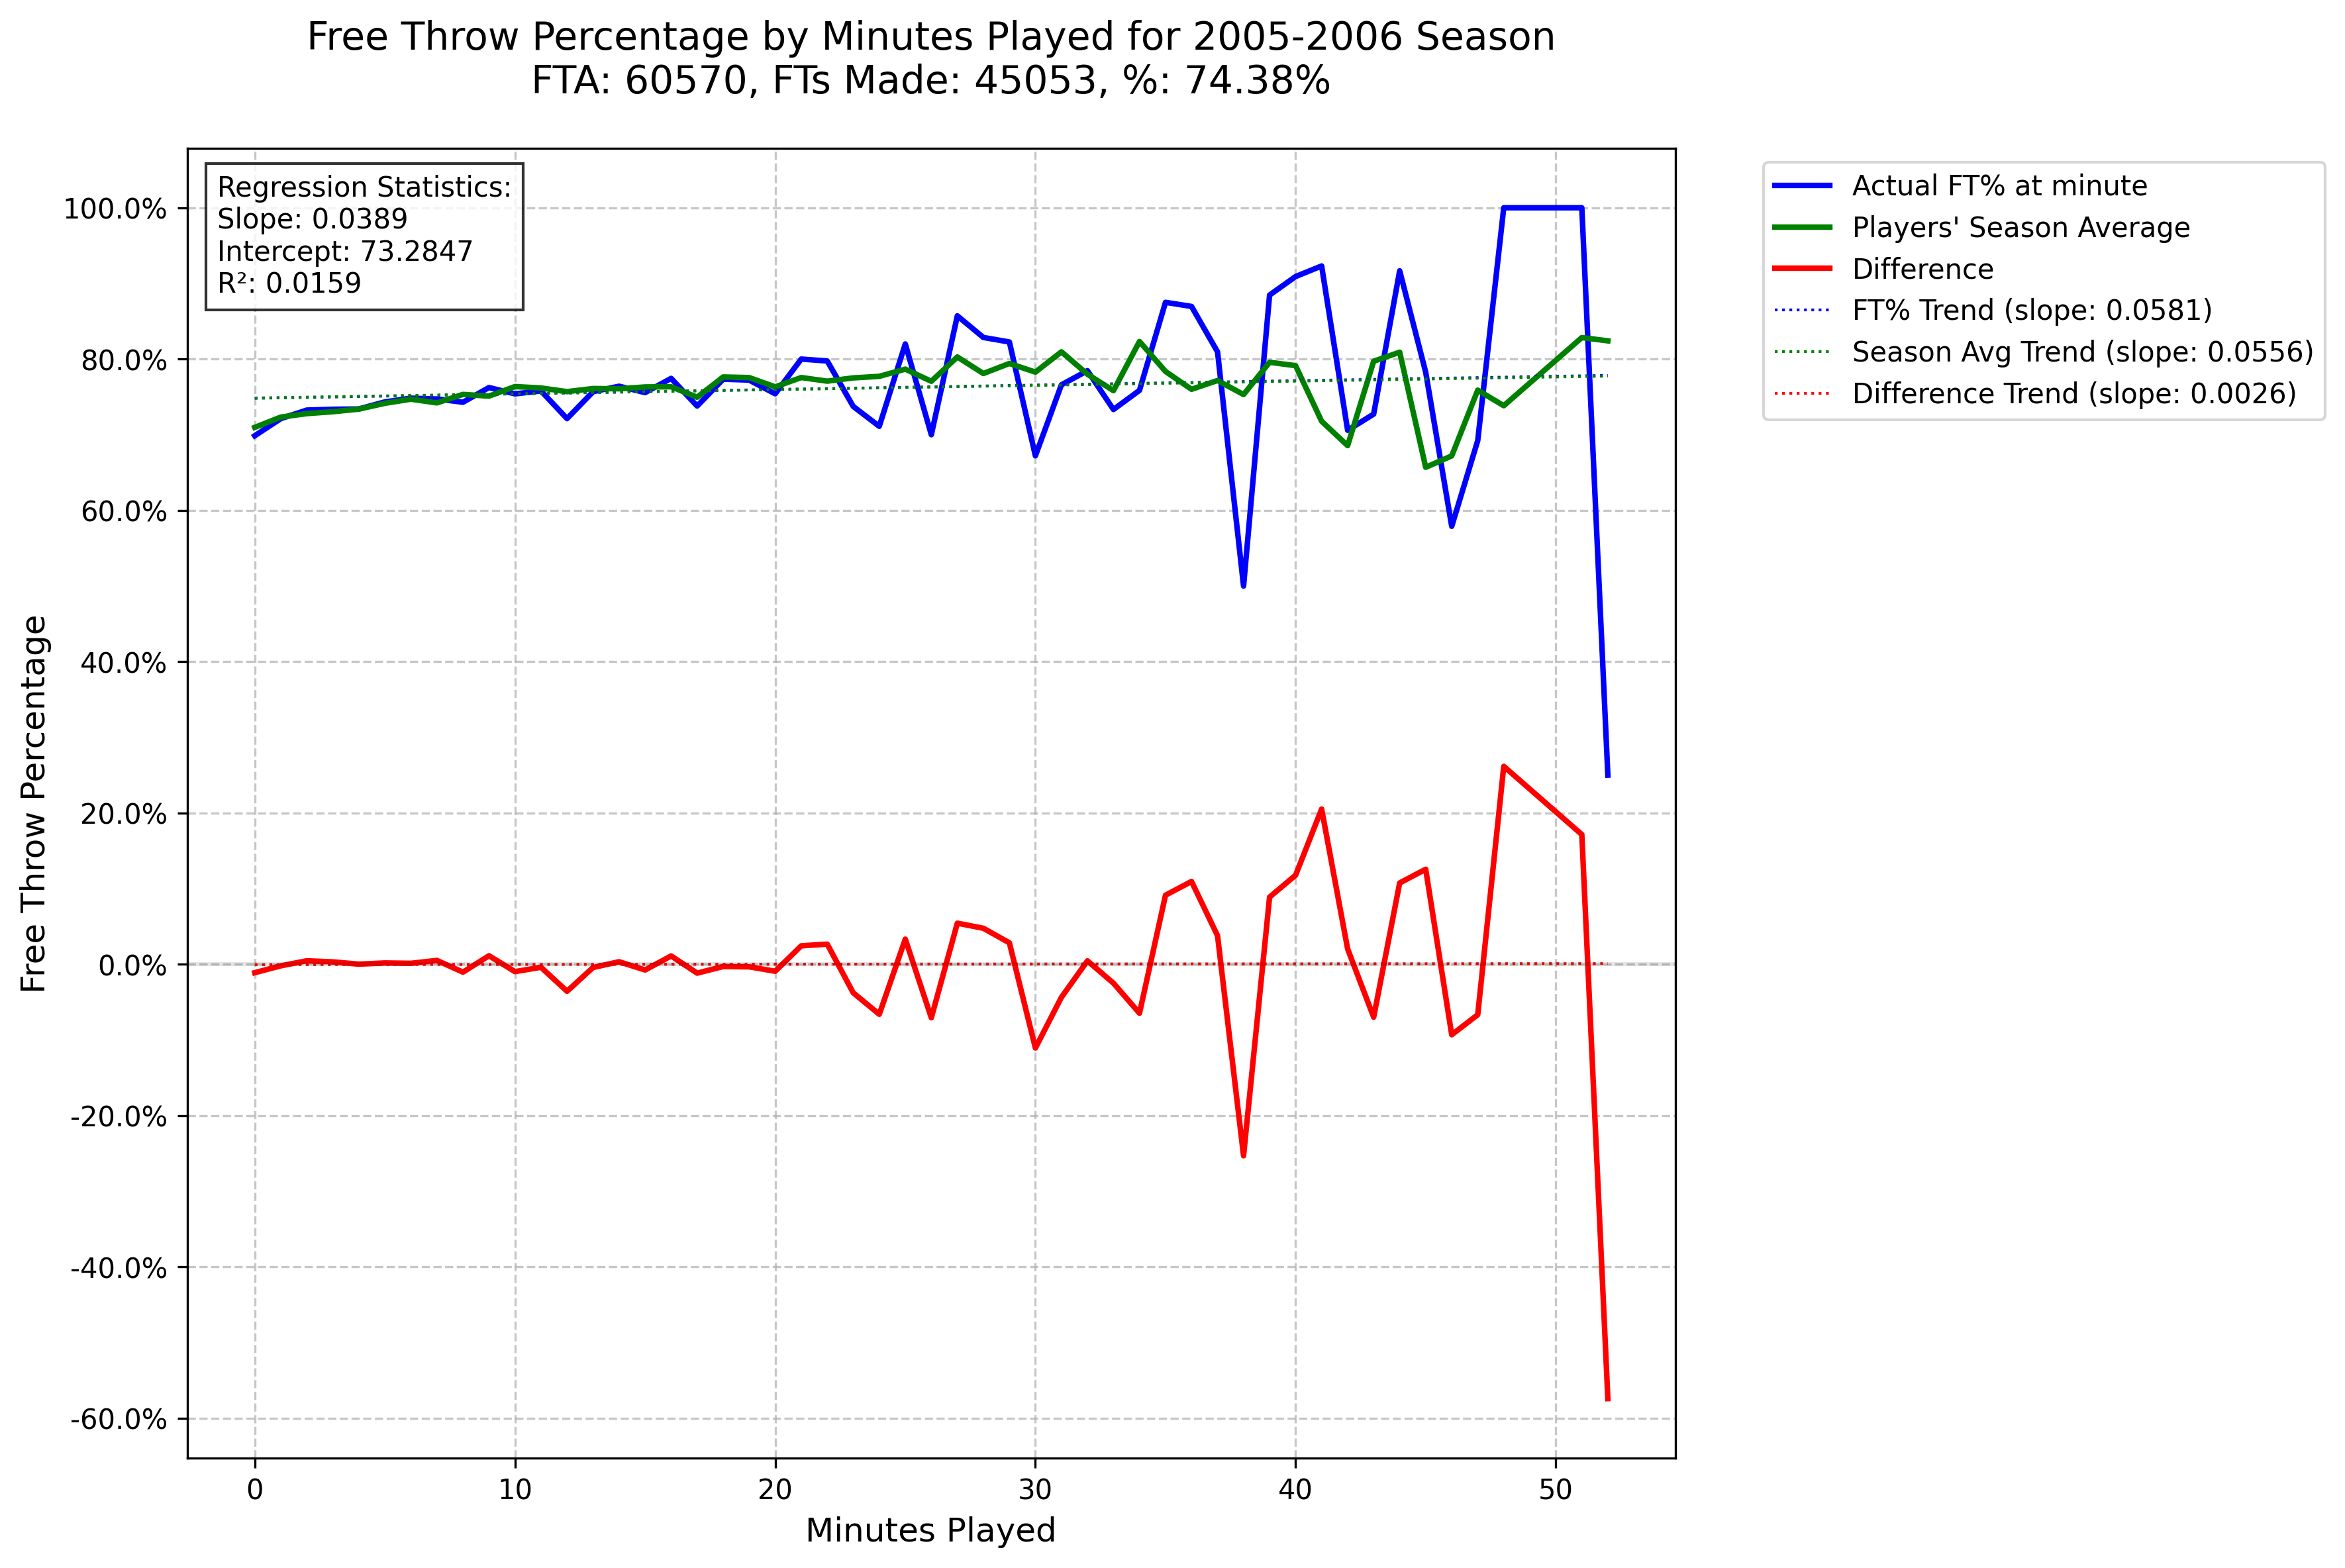 Free Throw Percentage by Minutes Played for 2005-2006 Season
FTA: 60570, FTs Made: 45053, %: 74.38%
Regression Statistics:
Slope: 0.0389
Intercept: 73.2847
R²: 0.0159
Actual FT% at minute
Players' Season Average
Difference
FT% Trend (slope: 0.0581)
Season Avg Trend (slope: 0.0556)
Difference Trend (slope: 0.0026)
Free Throw Percentage
100.0%
80.0%
60.0%
40.0%
20.0%
0.0%
-20.0%
-40.0%
-60.0%
0 10 20 30 40 50
Minutes Played